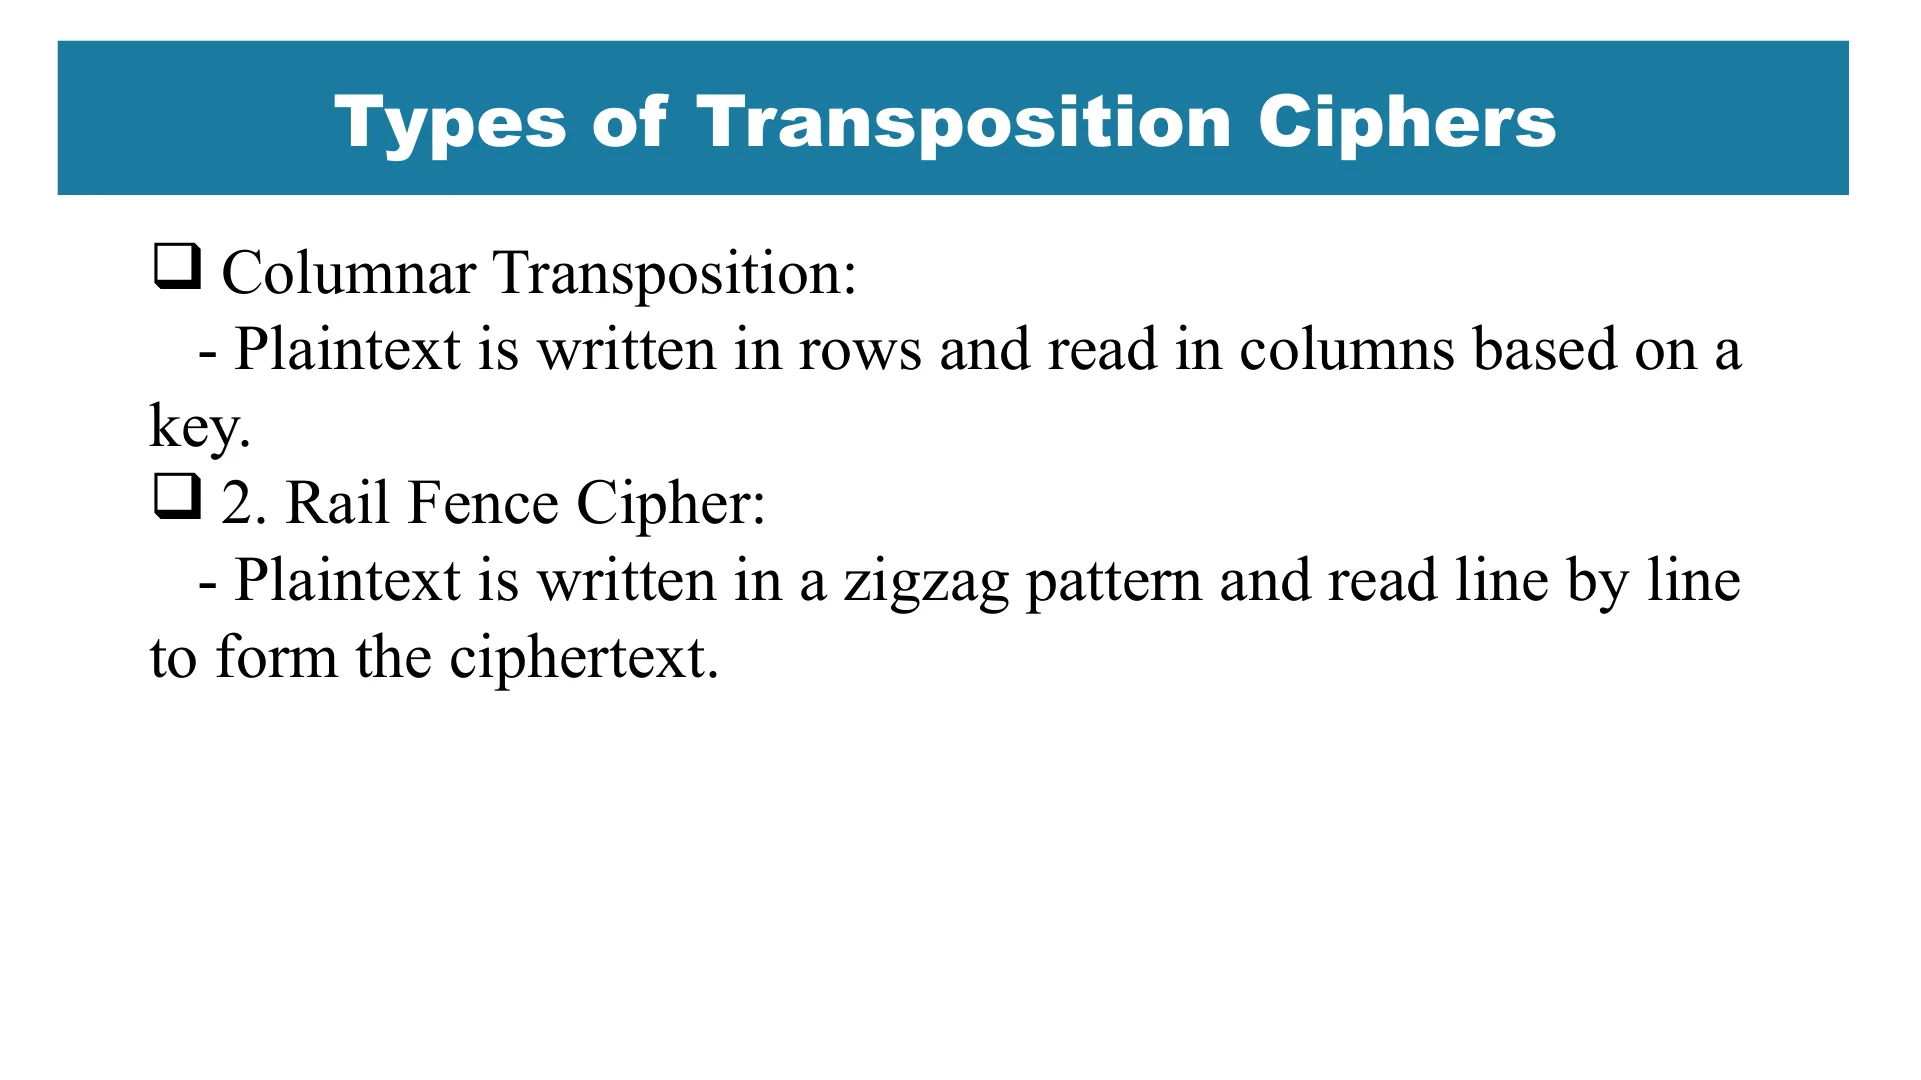 Types of Transposition Ciphers
❑ Columnar Transposition:
- Plaintext is written in rows and read in columns based on a
key.
❑ 2. Rail Fence Cipher:
- Plaintext is written in a zigzag pattern and read line by line
to form the ciphertext.